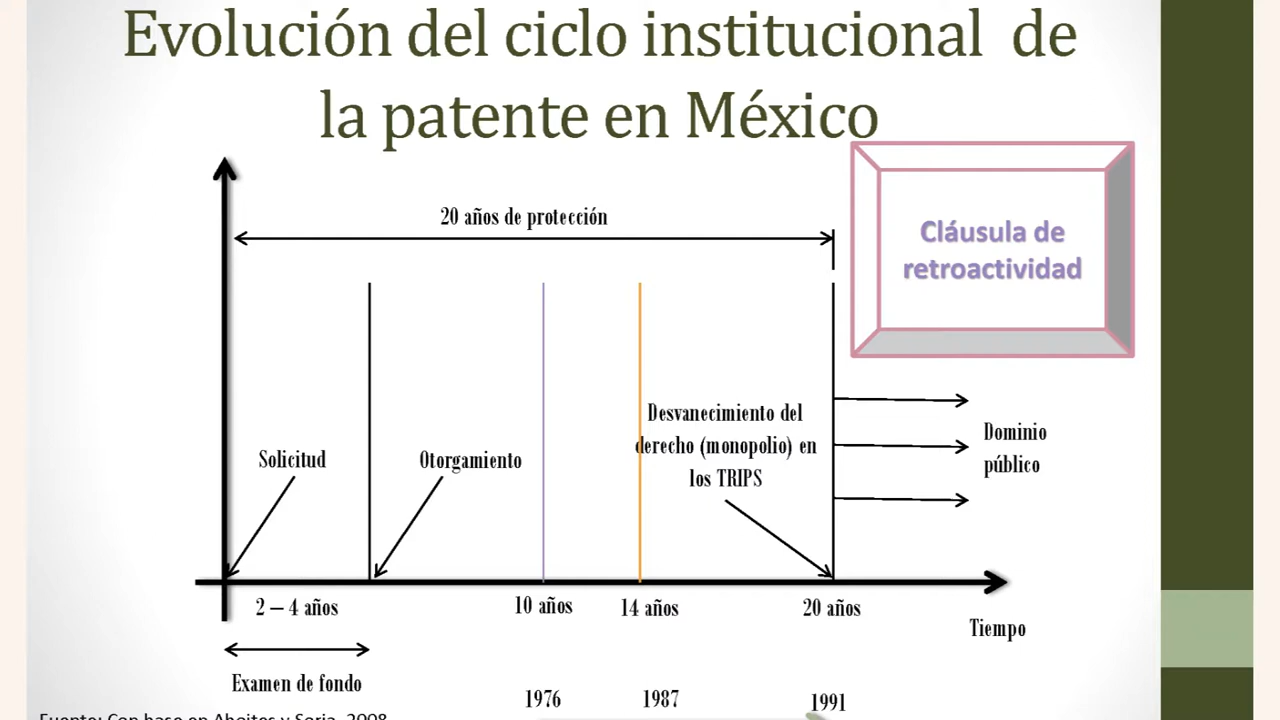 Evolución del ciclo institucional de
la patente en México
Cláusula de
retroactividad
20 años de protección
Desvanecimiento del
derecho (monopolio) en
los TRIPS
Dominio
público
Solicitud
Otorgamiento
2 – 4 años
10 años
14 años
20 años
Tiempo
Examen de fondo
1976
1987
1991
Fuente: Con base en Aboites y Soria, 2008